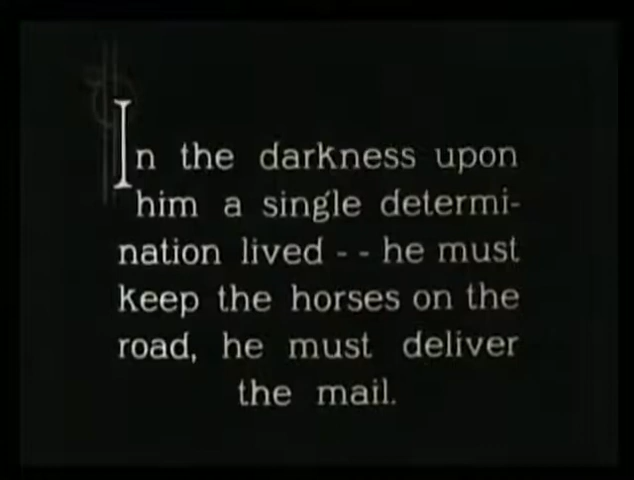 In the darkness upon
him a single determi-
nation lived -- he must
keep the horses on the
road, he must deliver
the mail.